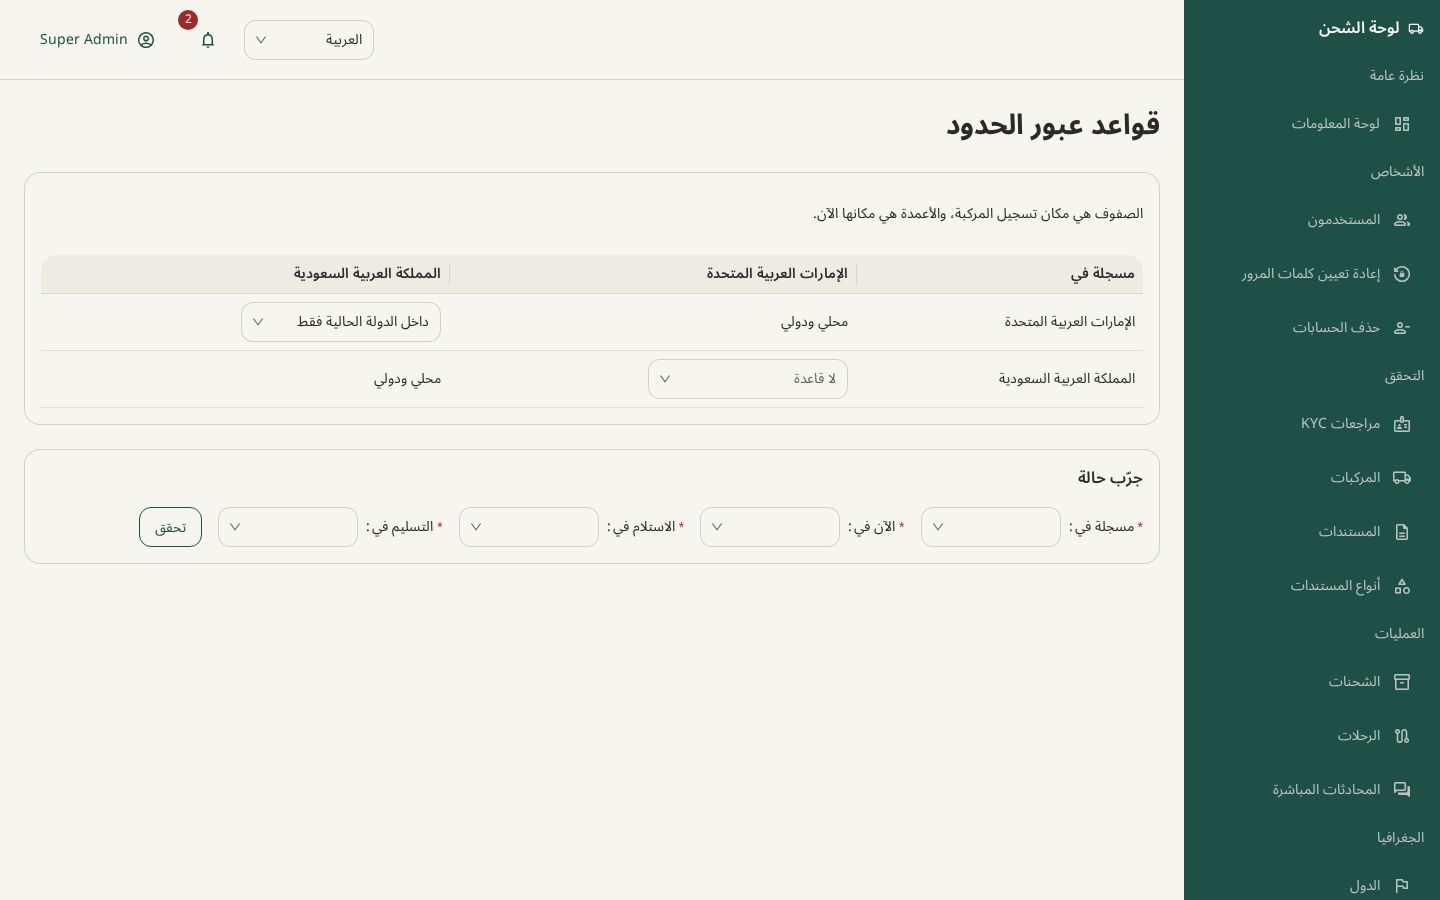 لوحة الشحن
نظرة عامة
لوحة المعلومات
الأشخاص
المستخدمون
إعادة تعيين كلمات المرور
حذف الحسابات
التحقق
مراجعات KYC
المركبات
المستندات
أنواع المستندات
العمليات
الشحنات
الرحلات
المحادثات المباشرة
الجغرافيا
الدول
العربية
2
Super Admin
قواعد عبور الحدود
الصفوف هي مكان تسجيل المركبة، والأعمدة هي مكانها الآن.
مسجلة في الإمارات العربية المتحدة المملكة العربية السعودية
الإمارات العربية المتحدة محلي ودولي داخل الدولة الحالية فقط
المملكة العربية السعودية لا قاعدة محلي ودولي
جرّب حالة
* مسجلة في: * الآن في: * الاستلام في: * التسليم في: تحقق